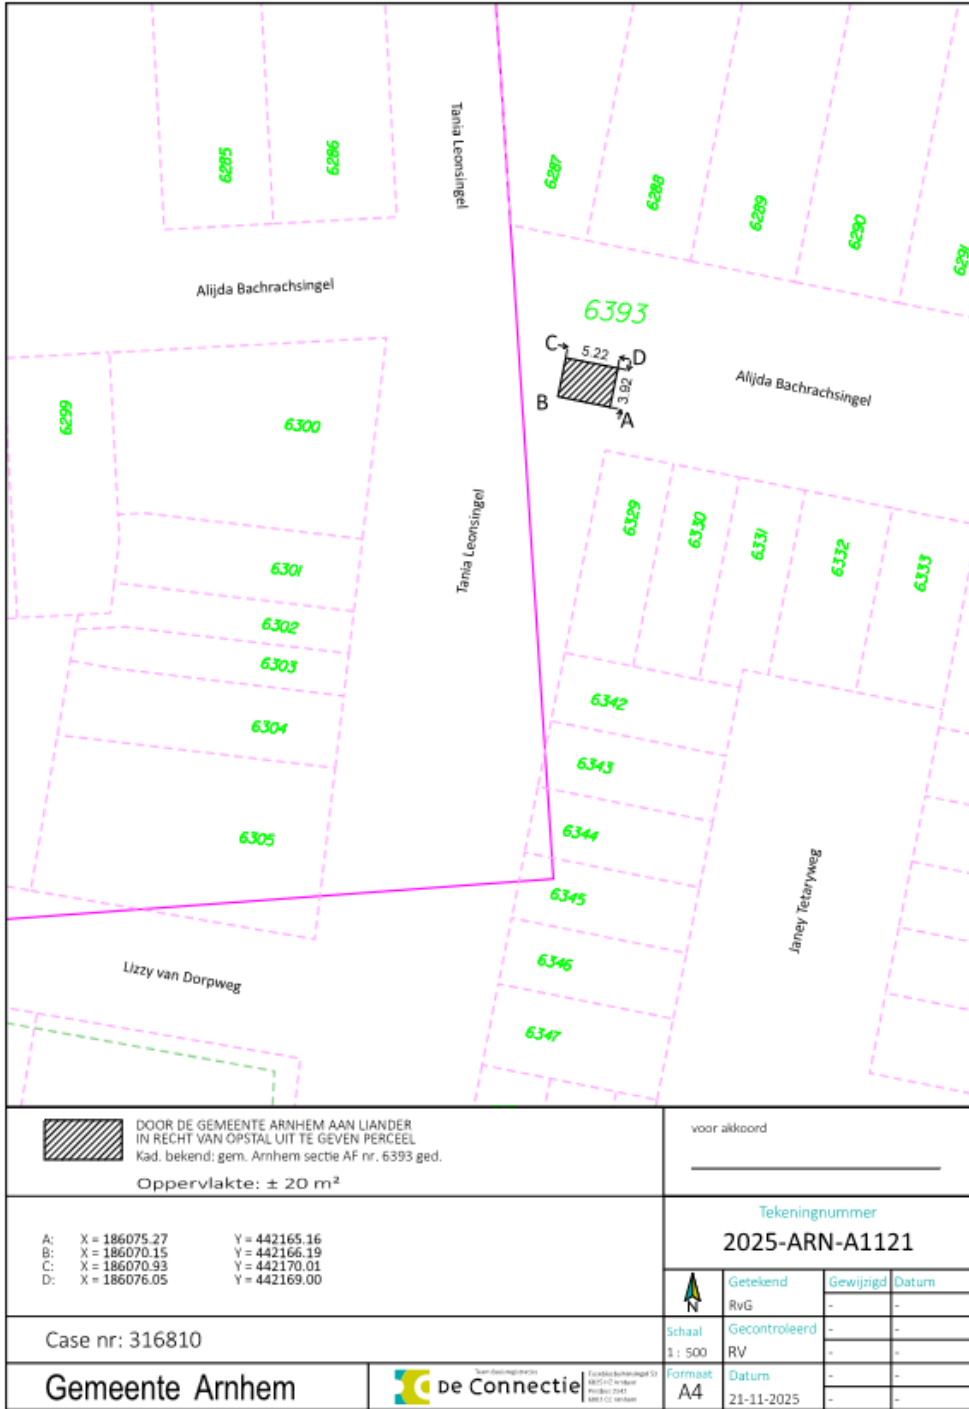 Tania Leonsingel
6285
6286
6287
6288
6289
6290
6291
Alijda Bachrachsingel
6393
C
5.22
D
3.92
B
A
Alijda Bachrachsingel
6299
6300
Tania Leonsingel
6329
6330
6331
6332
6333
6301
6302
6303
6304
6305
6342
6343
6344
6345
6346
6347
Janey Tetaryweg
Lizzy van Dorpweg
DOOR DE GEMEENTE ARNHEM AAN LIANDER
IN RECHT VAN OPSTAL UIT TE GEVEN PERCEEL
Kad. bekend: gem. Arnhem sectie AF nr. 6393 ged.
Oppervlakte: ± 20 m²
voor akkoord
A: X = 186075.27 Y = 442165.16
B: X = 186070.15 Y = 442166.19
C: X = 186070.93 Y = 442170.01
D: X = 186076.05 Y = 442169.00
Tekeningnummer
2025-ARN-A1121
N
Getekend
RvG
Gewijzigd
Datum
- -
- -
Schaal
1 : 500
Gecontroleerd
RV
- -
- -
Case nr: 316810
Formaat
A4
Datum
21-11-2025
- -
- -
Gemeente Arnhem
De Connectie